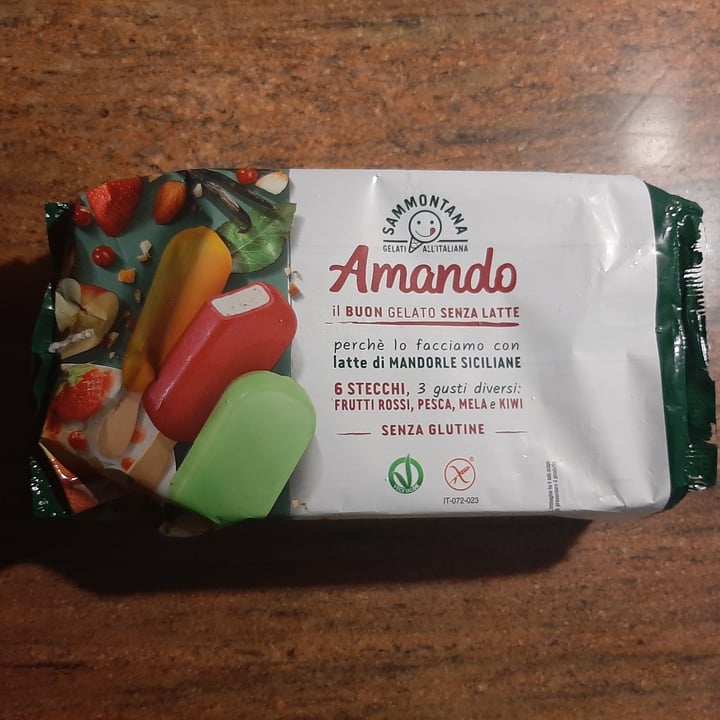 SAMMONTANA
GELATI ALL'ITALIANA
Amando
il BUON GELATO SENZA LATTE
perchè lo facciamo con
latte di MANDORLE SICILIANE
6 STECCHI, 3 gusti diversi:
FRUTTI ROSSI, PESCA, MELA e KIWI
SENZA GLUTINE
IT-072-023